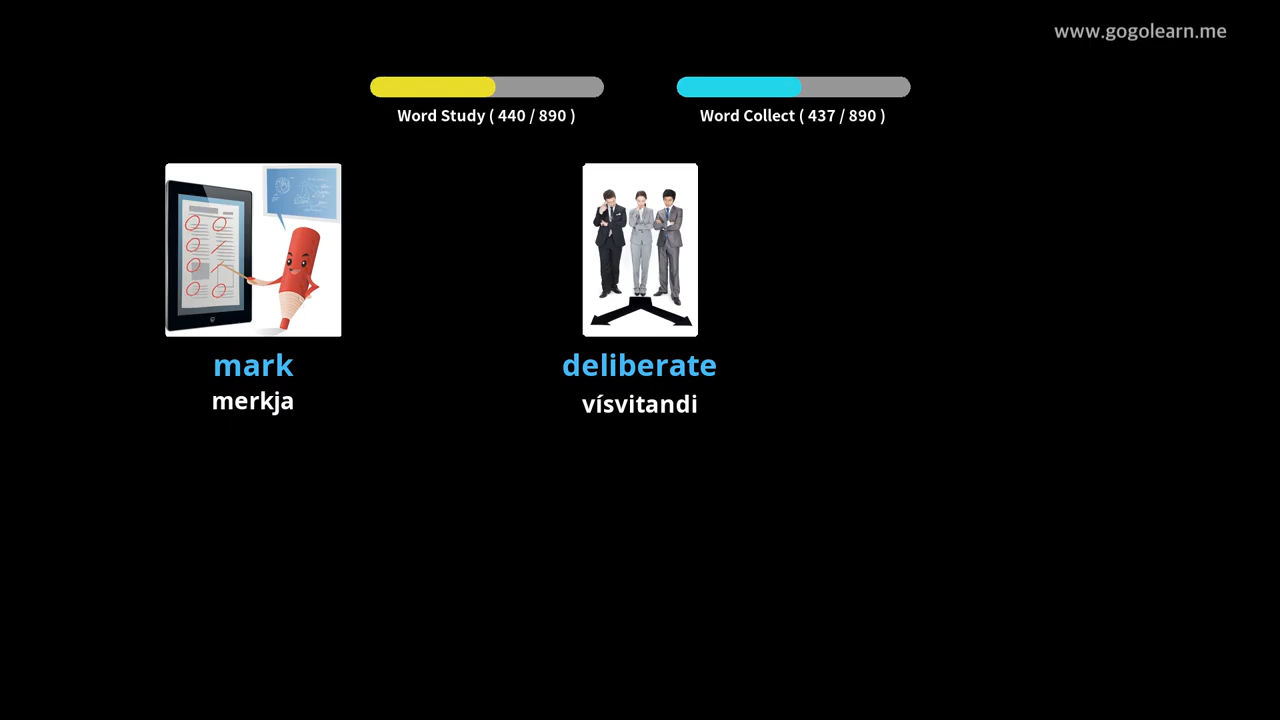 www.gogolearn.me
Word Study ( 440 / 890 )
Word Collect ( 437 / 890 )
mark
merkja
deliberate
vísvitandi